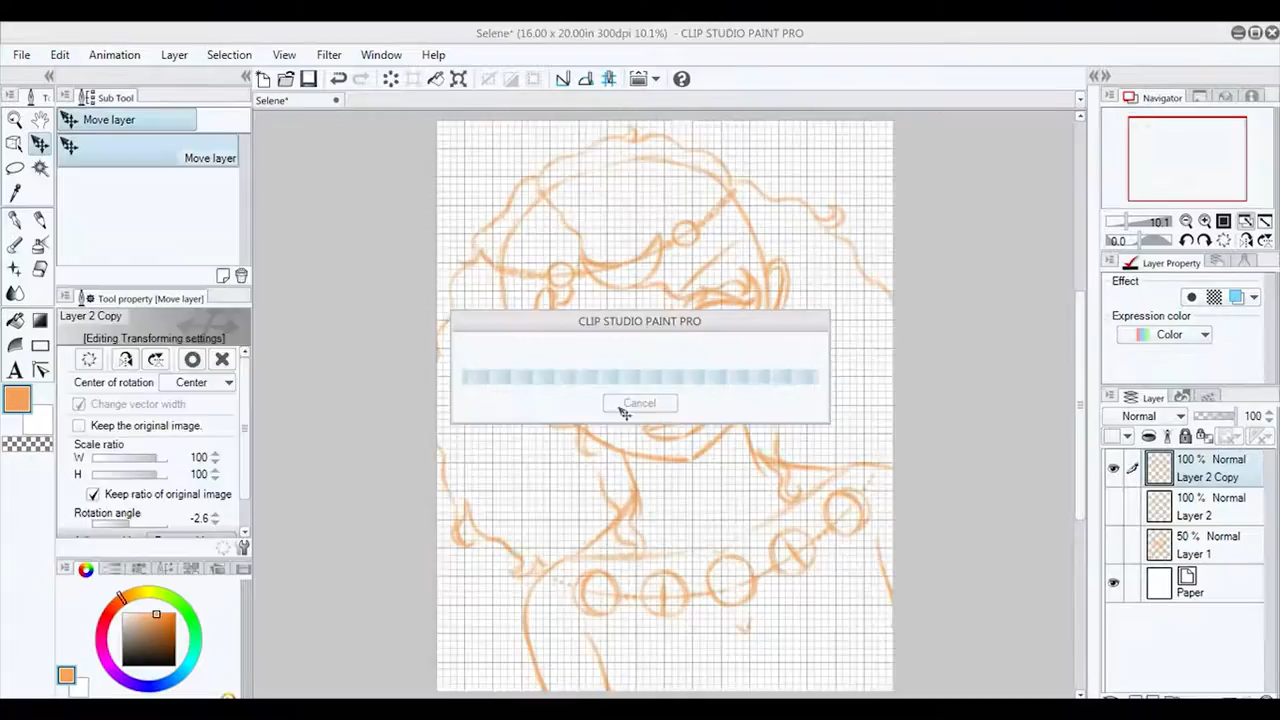 Selene* (16.00 x 20.00in 300dpi 10.1%) - CLIP STUDIO PAINT PRO
File Edit Animation Layer Selection View Filter Window Help
Sub Tool
Selene*
Navigator
Move layer
Move layer
10.1
0.0
Layer Property
Effect
Expression color
Color
Tool property [Move layer]
Layer 2 Copy
[Editing Transforming settings]
Center of rotation Center
Change vector width
Keep the original image.
Scale ratio
W 100
H 100
Keep ratio of original image
Rotation angle
-2.6
CLIP STUDIO PAINT PRO
Cancel
Layer
Normal 100
100 % Normal
Layer 2 Copy
100 % Normal
Layer 2
50 % Normal
Layer 1
Paper
A